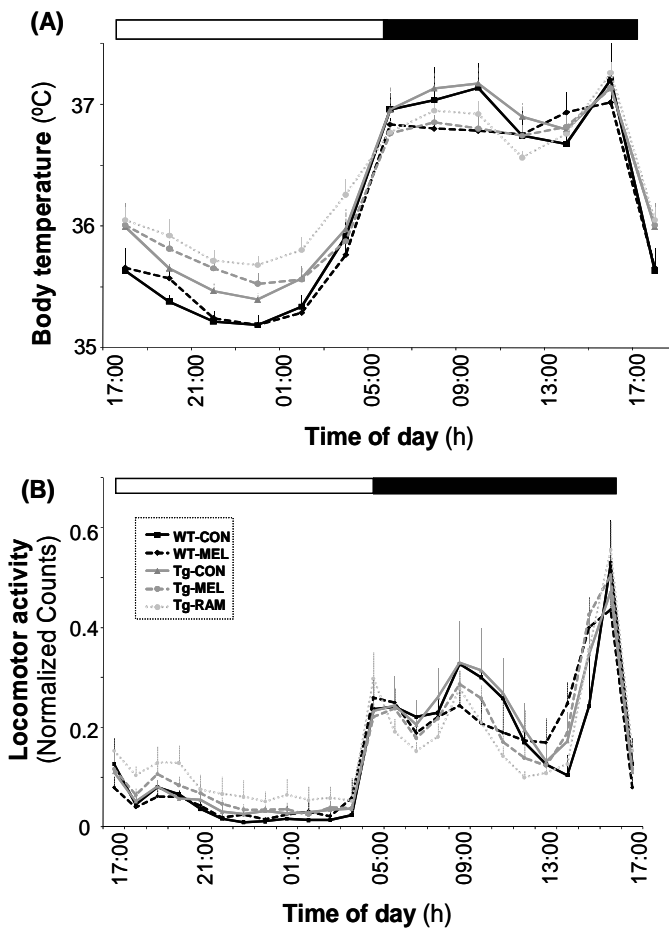 (A)
Body temperature (ºC)
37
36
35
17:00
21:00
01:00
05:00
09:00
13:00
17:00
Time of day (h)
(B)
Locomotor activity
(Normalized Counts)
0.6
0.4
0.2
0
WT-CON
WT-MEL
Tg-CON
Tg-MEL
Tg-RAM
17:00
21:00
01:00
05:00
09:00
13:00
17:00
Time of day (h)